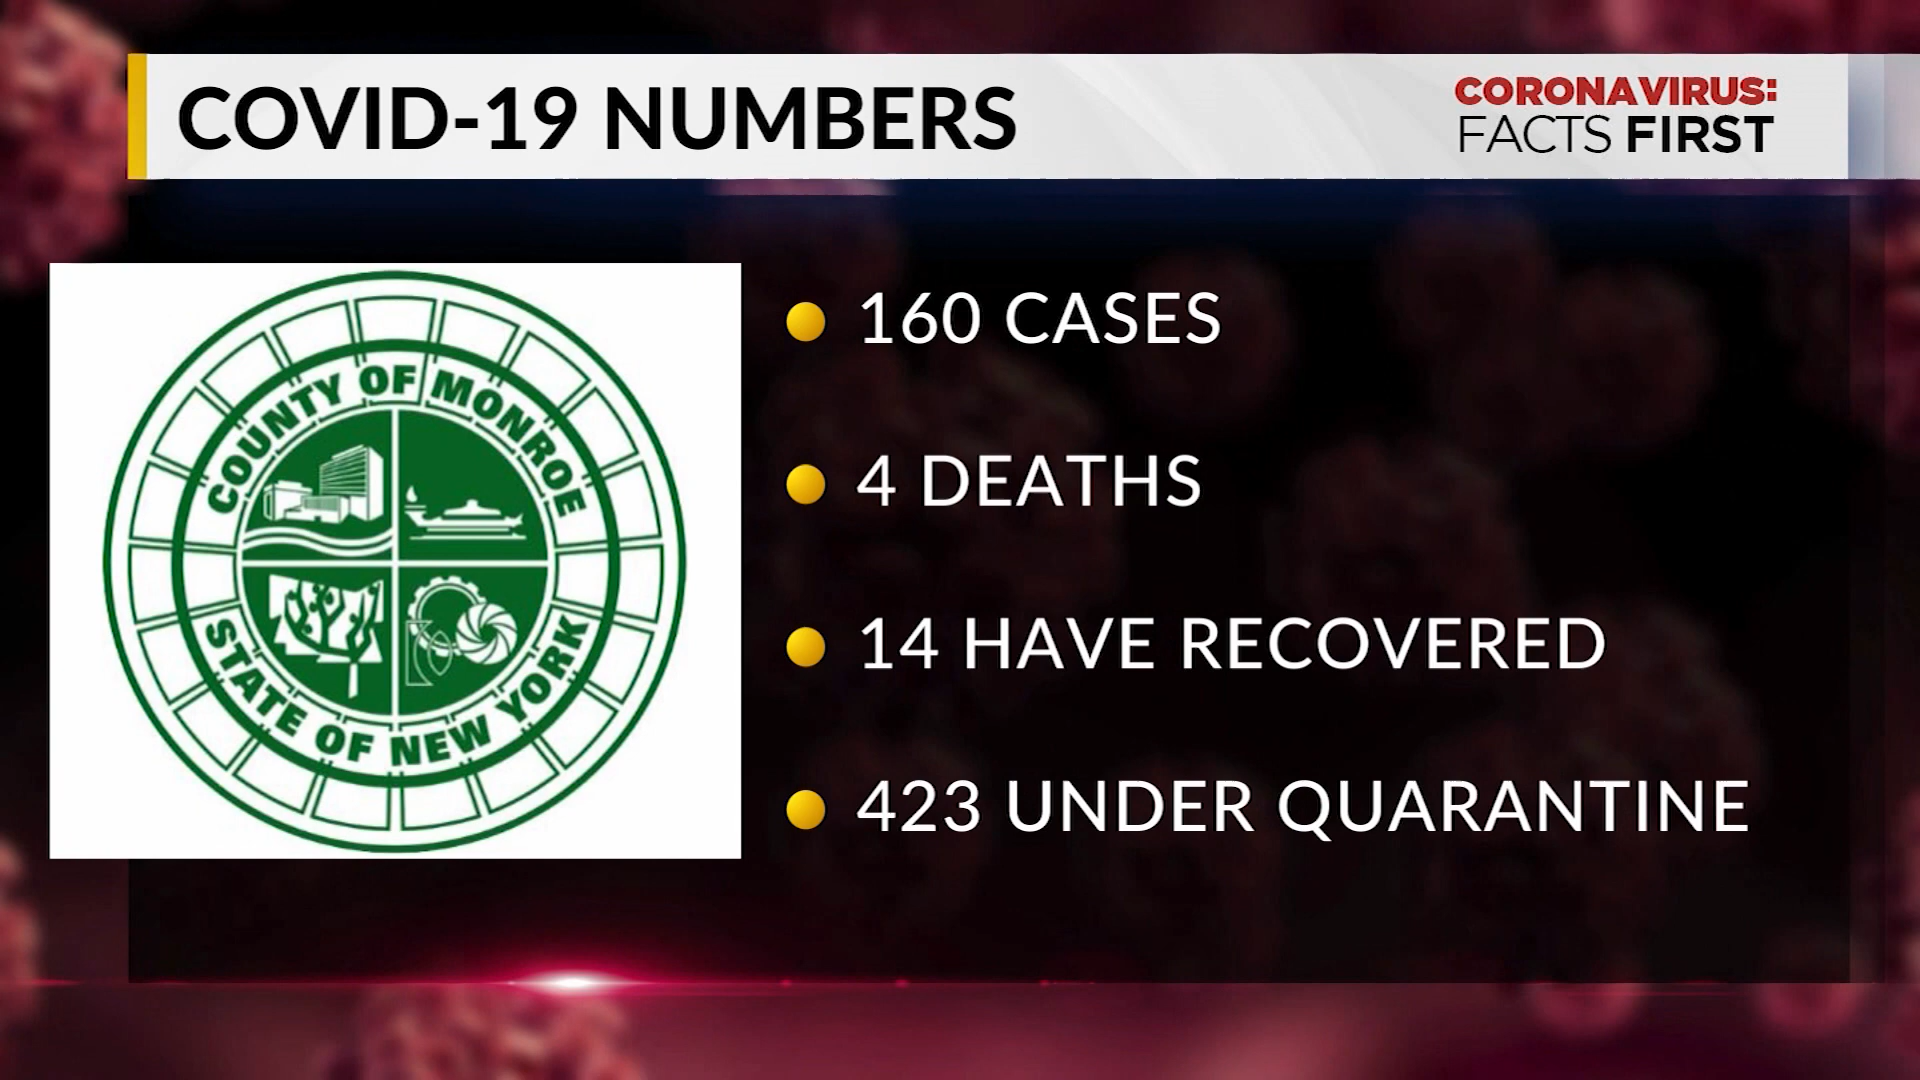 COVID-19 NUMBERS
CORONAVIRUS:
FACTS FIRST
COUNTY OF MONROE
STATE OF NEW YORK
160 CASES
4 DEATHS
14 HAVE RECOVERED
423 UNDER QUARANTINE